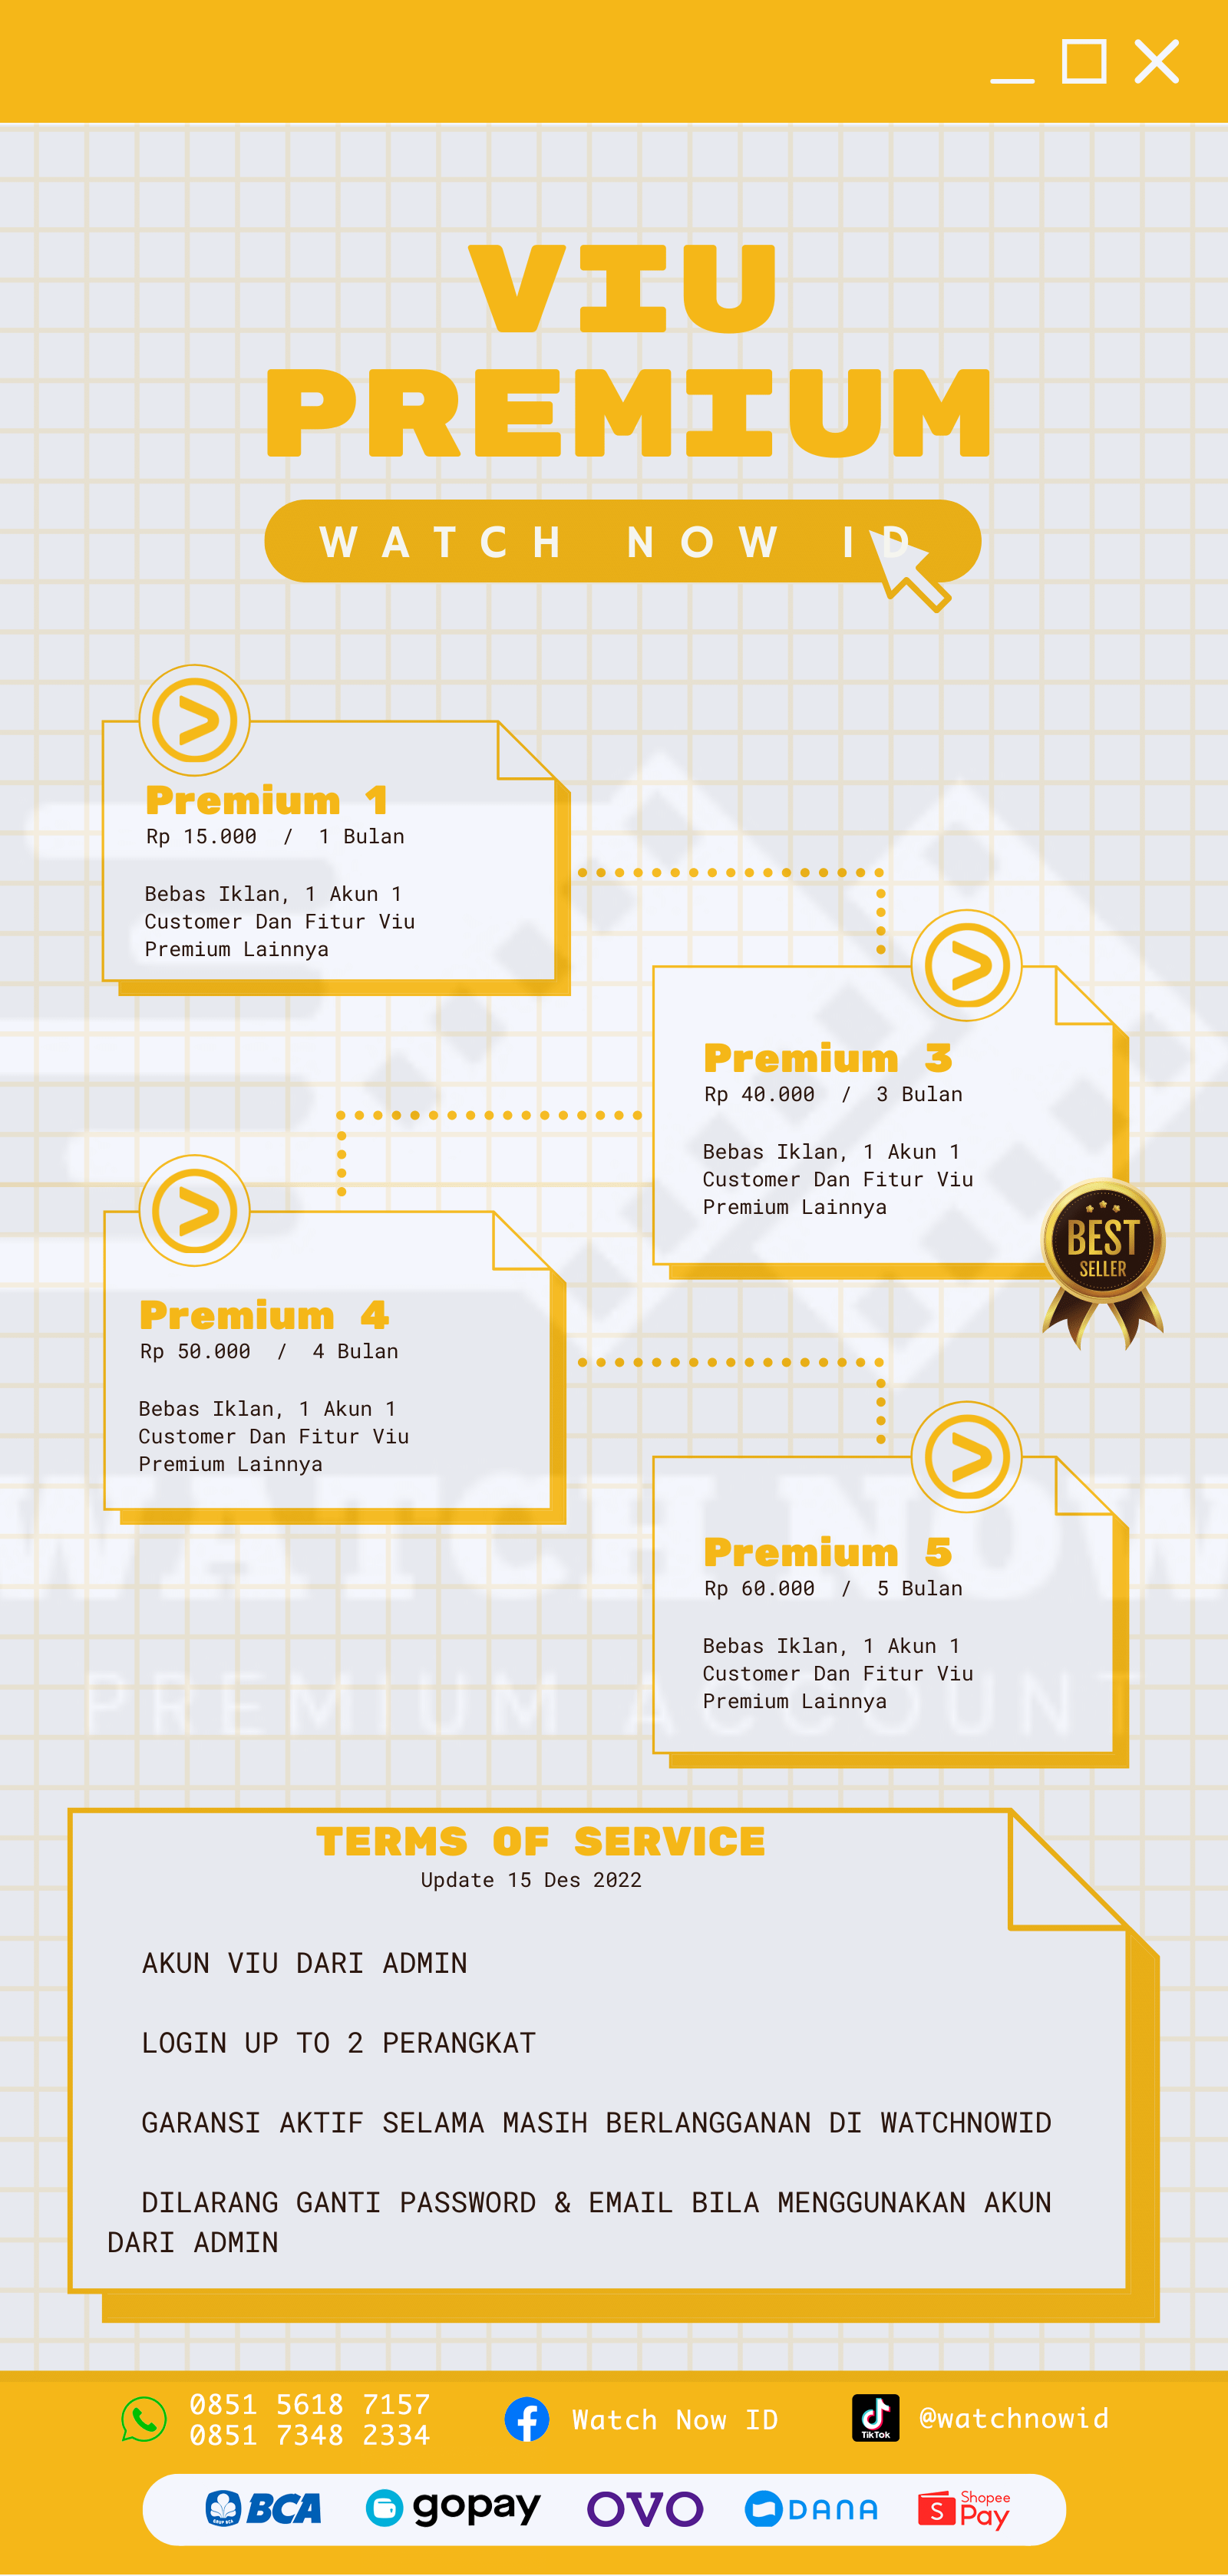 VIU
PREMIUM
WATCH NOW ID
Premium 1
Rp 15.000 / 1 Bulan
Bebas Iklan, 1 Akun 1
Customer Dan Fitur Viu
Premium Lainnya
Premium 3
Rp 40.000 / 3 Bulan
Bebas Iklan, 1 Akun 1
Customer Dan Fitur Viu
Premium Lainnya
BEST
SELLER
Premium 4
Rp 50.000 / 4 Bulan
Bebas Iklan, 1 Akun 1
Customer Dan Fitur Viu
Premium Lainnya
WATCH NOW
Premium 5
Rp 60.000 / 5 Bulan
Bebas Iklan, 1 Akun 1
Customer Dan Fitur Viu
Premium Lainnya
PREMIUM ACCOUNT
TERMS OF SERVICE
Update 15 Des 2022
AKUN VIU DARI ADMIN
LOGIN UP TO 2 PERANGKAT
GARANSI AKTIF SELAMA MASIH BERLANGGANAN DI WATCHNOWID
DILARANG GANTI PASSWORD & EMAIL BILA MENGGUNAKAN AKUN
DARI ADMIN
0851 5618 7157
0851 7348 2334
Watch Now ID
TikTok
@watchnowid
BCA
gopay
OVO
DANA
S
Shopee
Pay